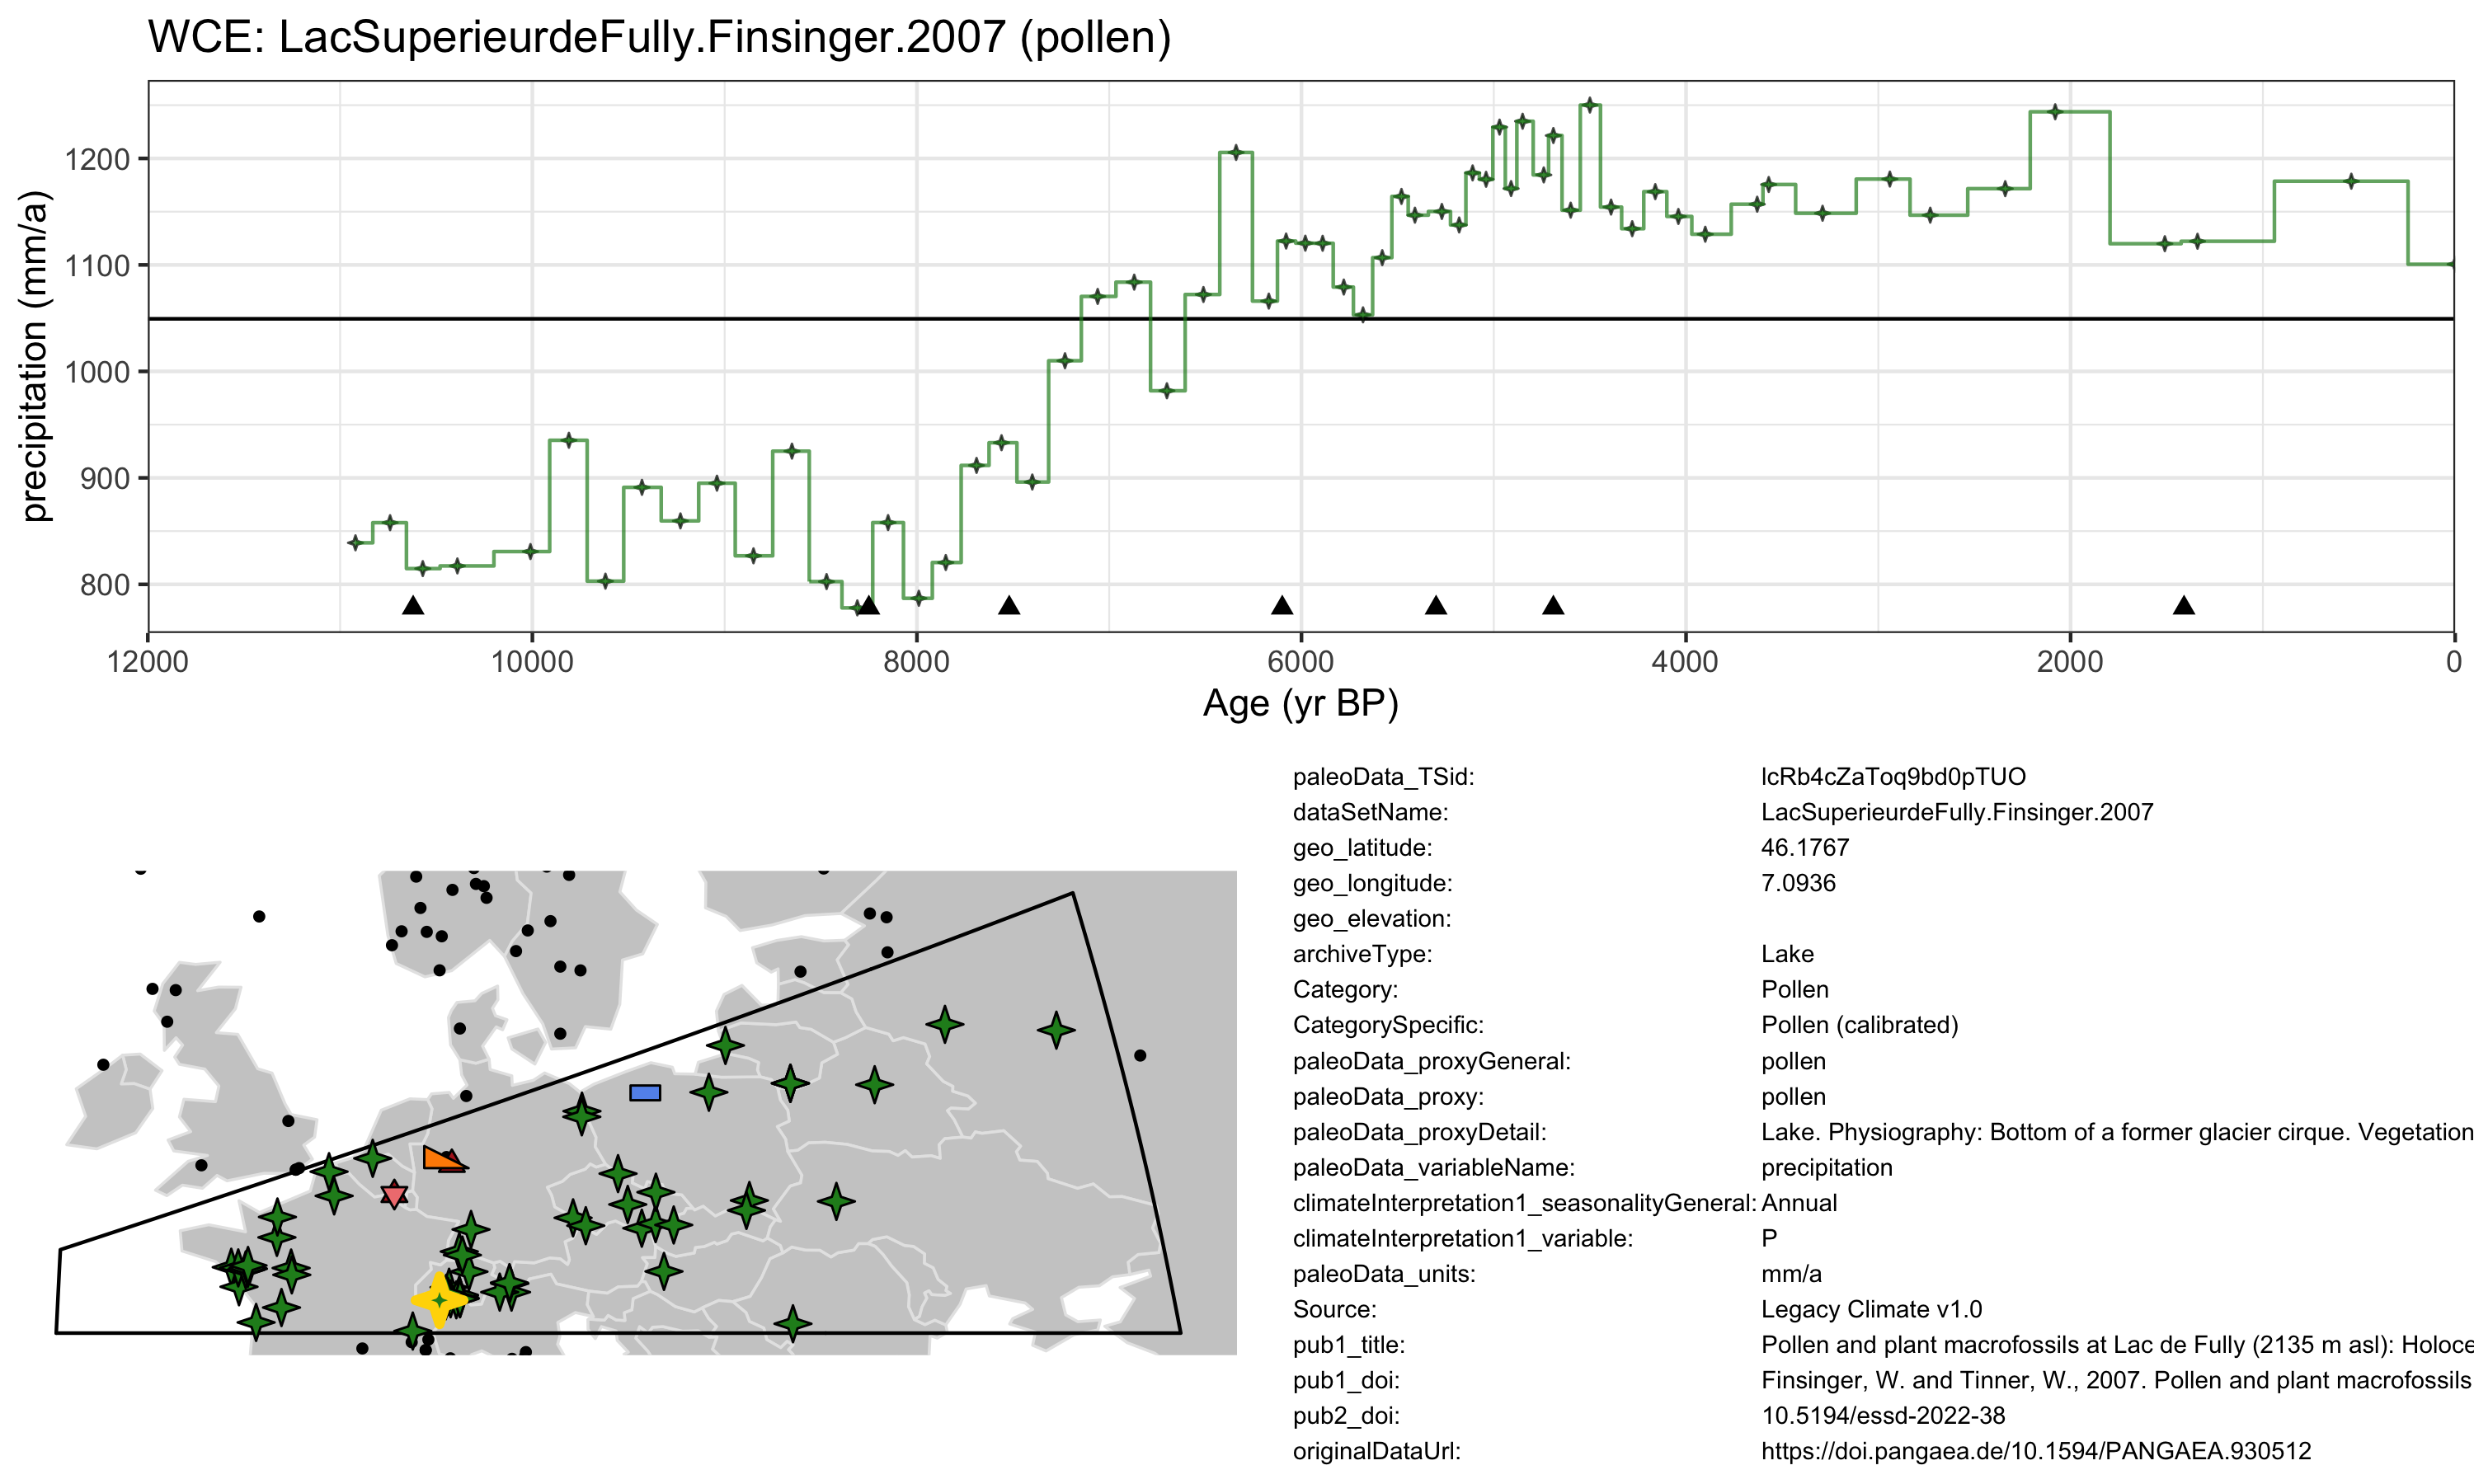 WCE: LacSuperieurdeFully.Finsinger.2007 (pollen)
precipitation (mm/a)
1200
1100
1000
900
800
12000 10000 8000 6000 4000 2000 0
Age (yr BP)
paleoData_TSid: lcRb4cZaToq9bd0pTUO
dataSetName: LacSuperieurdeFully.Finsinger.2007
geo_latitude: 46.1767
geo_longitude: 7.0936
geo_elevation:
archiveType: Lake
Category: Pollen
CategorySpecific: Pollen (calibrated)
paleoData_proxyGeneral: pollen
paleoData_proxy: pollen
paleoData_proxyDetail: Lake. Physiography: Bottom of a former glacier cirque. Vegetation
paleoData_variableName: precipitation
climateInterpretation1_seasonalityGeneral: Annual
climateInterpretation1_variable: P
paleoData_units: mm/a
Source: Legacy Climate v1.0
pub1_title: Pollen and plant macrofossils at Lac de Fully (2135 m asl): Holoce
pub1_doi: Finsinger, W. and Tinner, W., 2007. Pollen and plant macrofossils
pub2_doi: 10.5194/essd-2022-38
originalDataUrl: https://doi.pangaea.de/10.1594/PANGAEA.930512